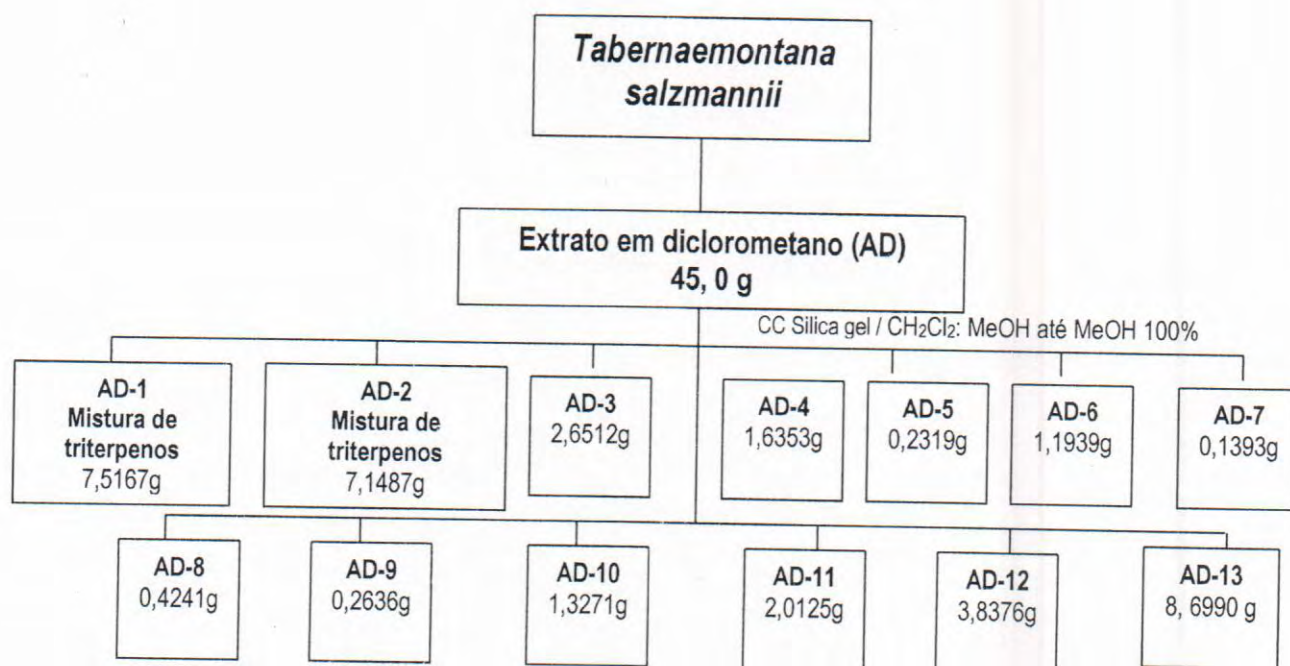 Tabernaemontana
salzmannii
Extrato em diclorometano (AD)
45, 0 g
CC Silica gel / CH₂Cl₂: MeOH até MeOH 100%
AD-1
Mistura de
triterpenos
7,5167g
AD-2
Mistura de
triterpenos
7,1487g
AD-3
2,6512g
AD-4
1,6353g
AD-5
0,2319g
AD-6
1,1939g
AD-7
0,1393g
AD-8
0,4241g
AD-9
0,2636g
AD-10
1,3271g
AD-11
2,0125g
AD-12
3,8376g
AD-13
8, 6990 g